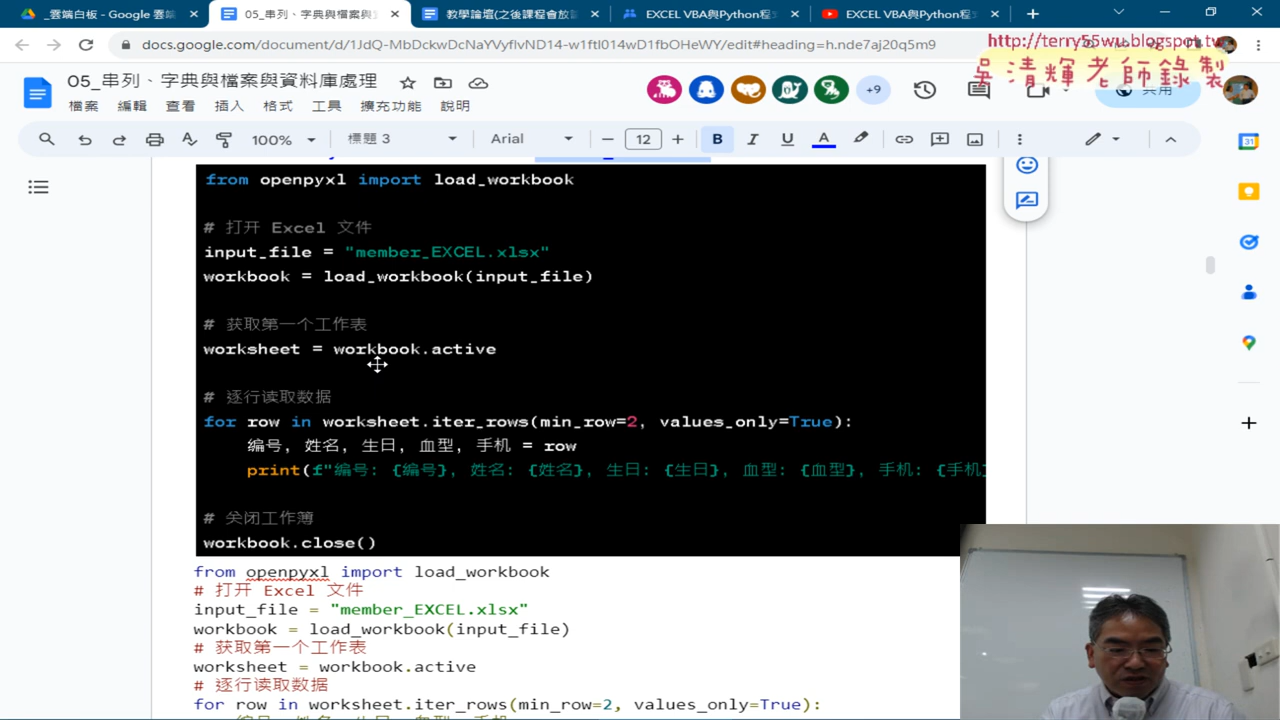 _雲端白板 - Google 雲端
05_串列、字典與檔案與資
教學論壇(之後課程會放
EXCEL VBA與Python程
EXCEL VBA與Python程
docs.google.com/document/d/1JdQ-MbDckwDcNaYVyflvND14-w1ftl014wD1fbOHeWY/edit#heading=h.nde7aj20q5m9
http://terry55wu.blogspot.tw
吳清輝老師錄製
05_串列、字典與檔案與資料庫處理
檔案 編輯 查看 插入 格式 工具 擴充功能 說明
+9
共用
100% 標題 3 Arial 12 B I U A
from openpyxl import load_workbook
# 打开 Excel 文件
input_file = "member_EXCEL.xlsx"
workbook = load_workbook(input_file)
# 获取第一个工作表
worksheet = workbook.active
# 逐行读取数据
for row in worksheet.iter_rows(min_row=2, values_only=True):
编号, 姓名, 生日, 血型, 手机 = row
print(f"编号: {编号}, 姓名: {姓名}, 生日: {生日}, 血型: {血型}, 手机: {手机}
# 关闭工作簿
workbook.close()
from openpyxl import load_workbook
# 打开 Excel 文件
input_file = "member_EXCEL.xlsx"
workbook = load_workbook(input_file)
# 获取第一个工作表
worksheet = workbook.active
# 逐行读取数据
for row in worksheet.iter_rows(min_row=2, values_only=True):
编号, 姓名, 生日, 血型, 手机